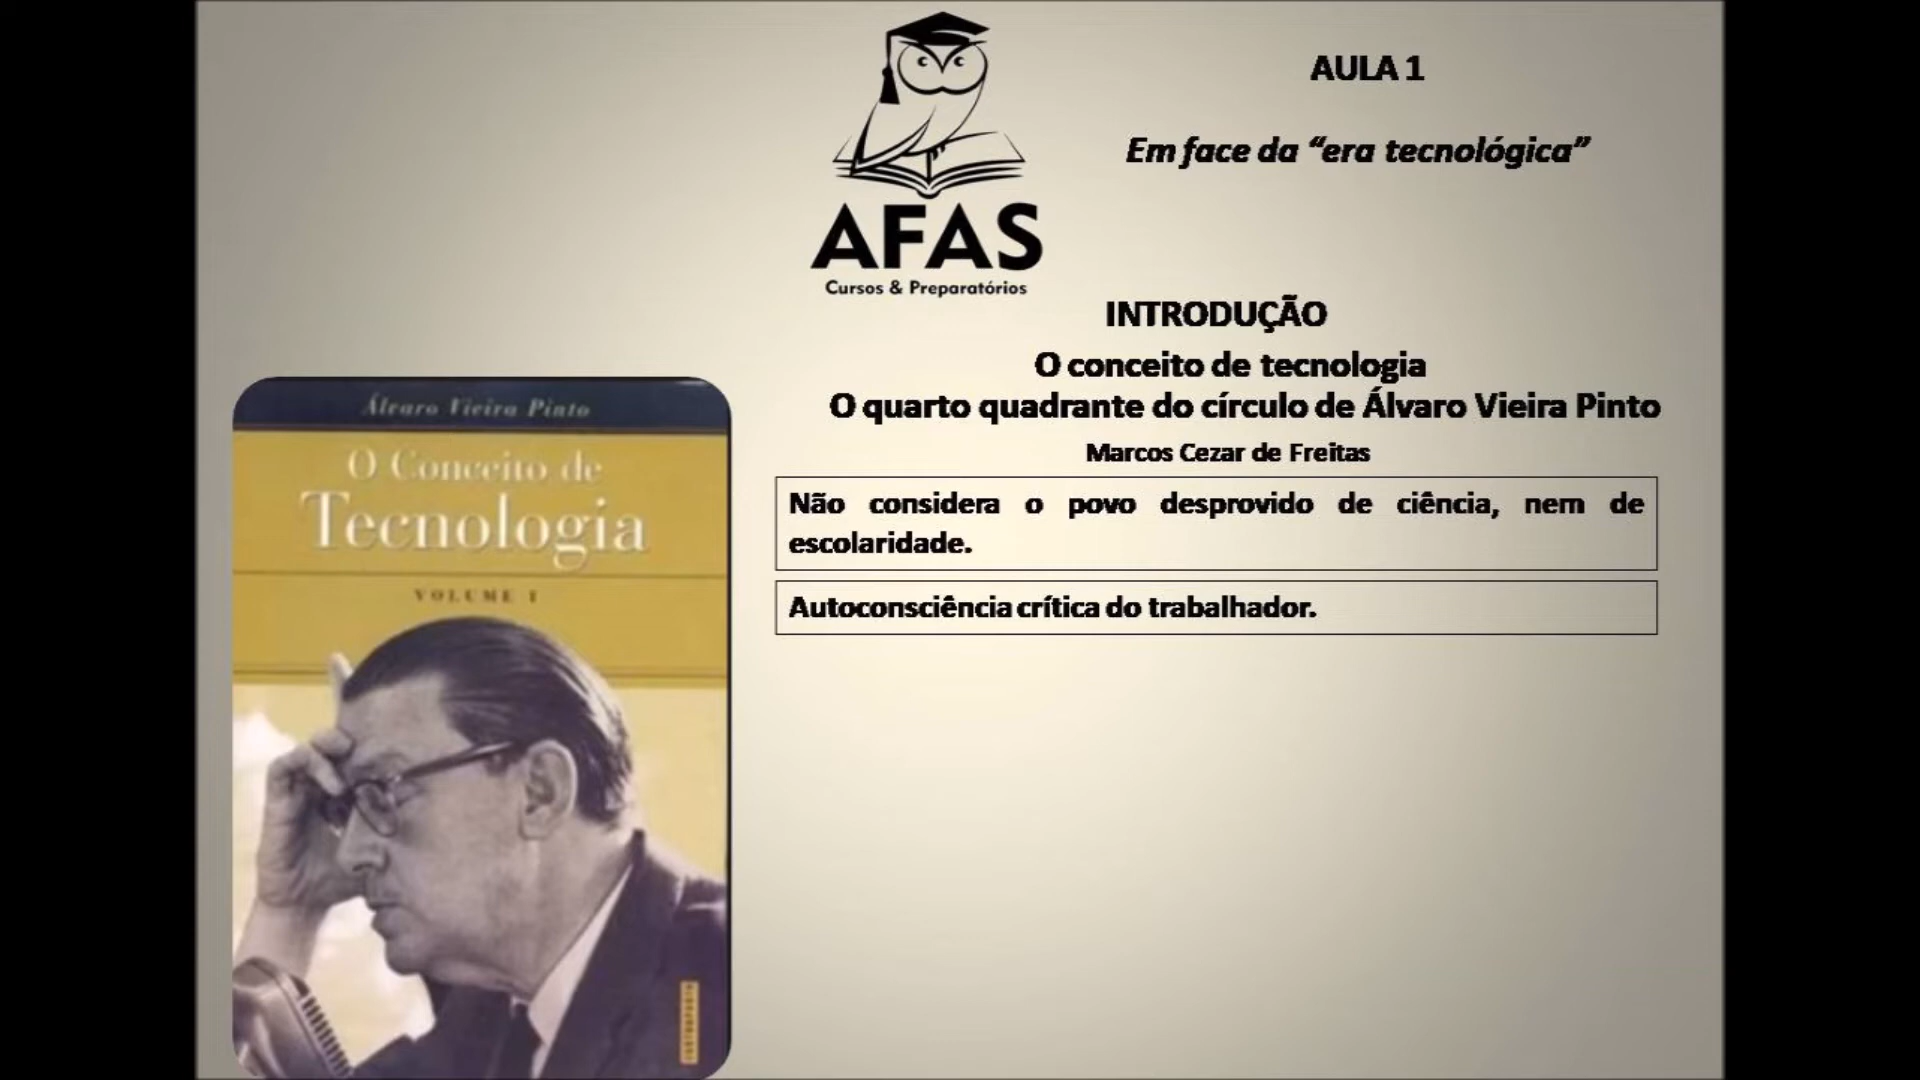 AULA 1
Em face da “era tecnológica”
AFAS
Cursos & Preparatórios
INTRODUÇÃO
O conceito de tecnologia
O quarto quadrante do círculo de Álvaro Vieira Pinto
Marcos Cezar de Freitas
Não considera o povo desprovido de ciência, nem de
escolaridade.
Autoconsciência crítica do trabalhador.
Álvaro Vieira Pinto
O Conceito de
Tecnologia
VOLUME I
CONTRAPONTO